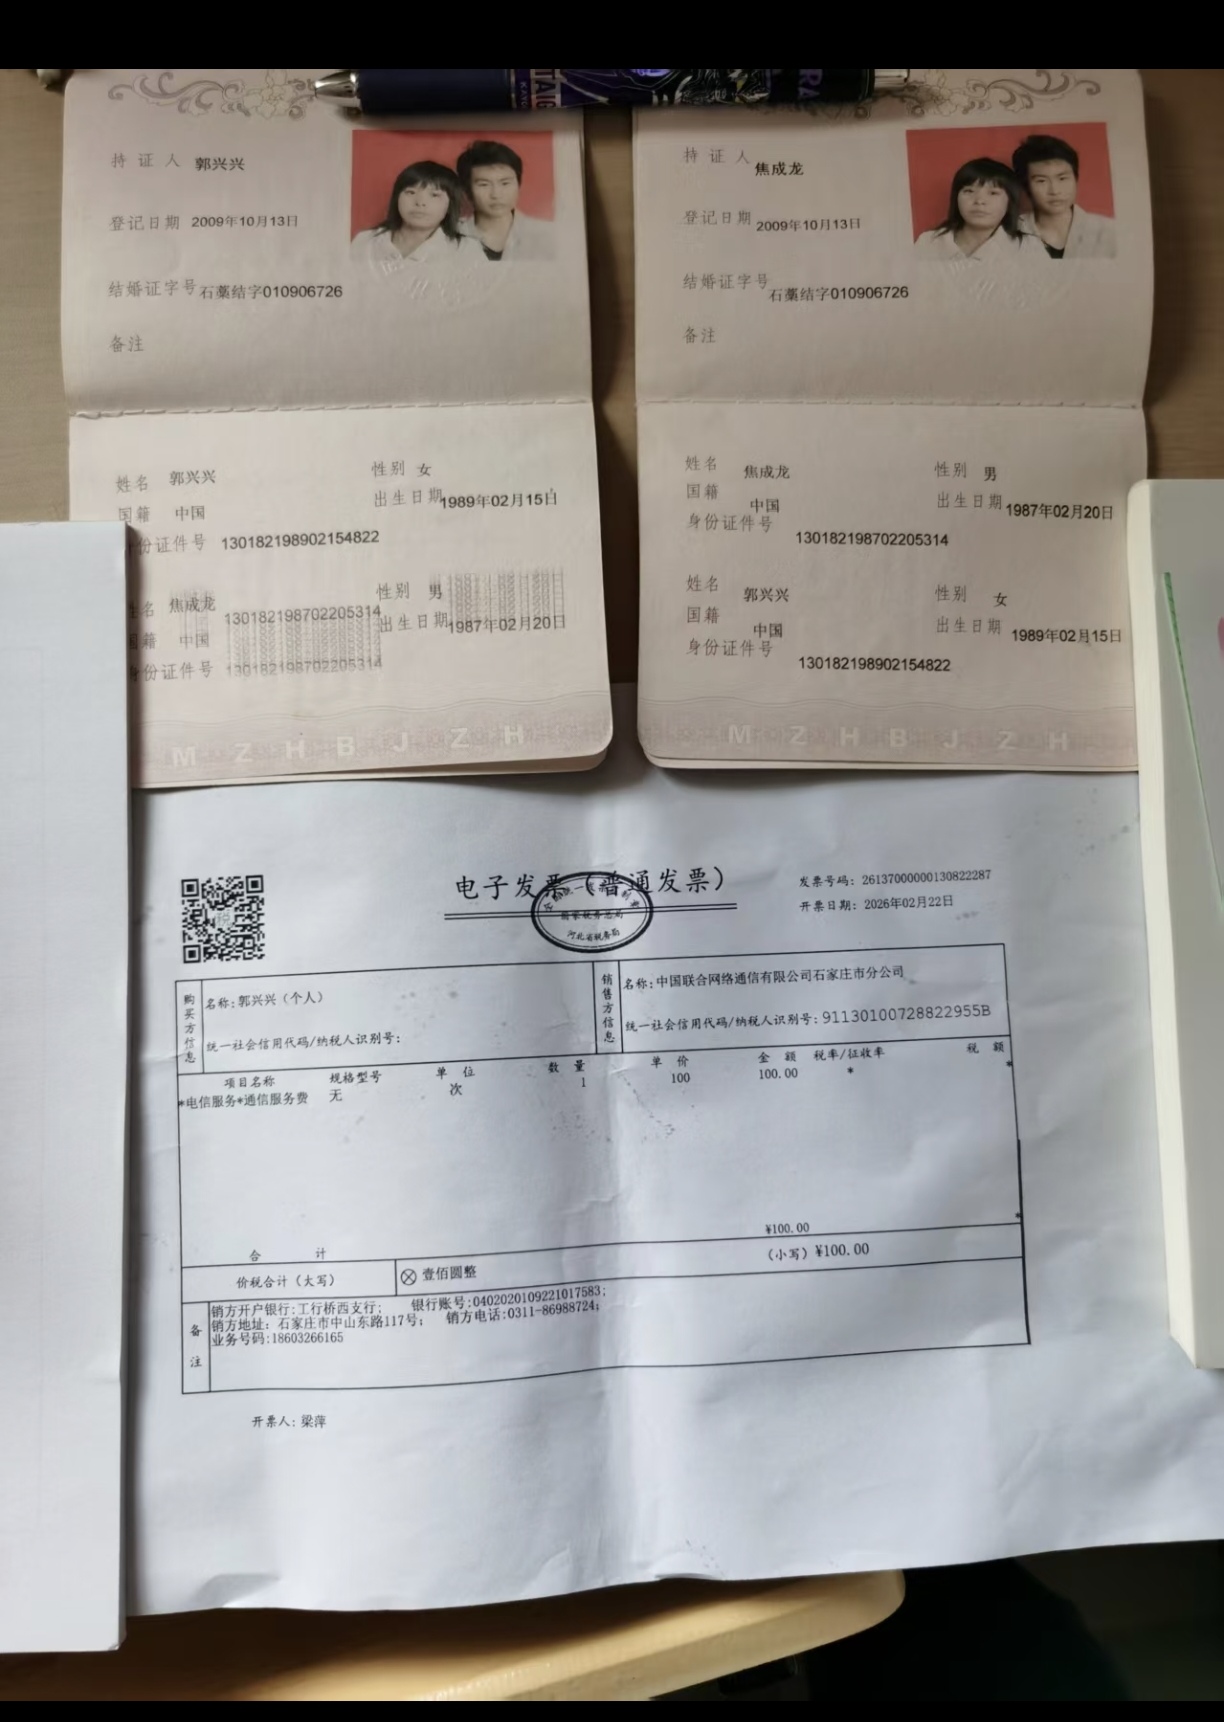 持证人 郭兴兴
登记日期 2009年10月13日
结婚证字号 石藁结字010906726
备注
姓名 郭兴兴 性别 女
国籍 中国 出生日期 1989年02月15日
份证件号 130182198902154822
名 焦成龙 性别 男
130182198702205314
籍 中国 出生日期 1987年02月20日
身份证件号 130182198702205314
M Z H B J Z H
持证人 焦成龙
登记日期 2009年10月13日
结婚证字号 石藁结字010906726
备注
姓名 焦成龙 性别 男
国籍 中国 出生日期 1987年02月20日
身份证件号 130182198702205314
姓名 郭兴兴 性别 女
国籍 中国 出生日期 1989年02月15日
身份证件号 130182198902154822
M Z H B J Z H
电子发票（普通发票）
国家税务总局
河北省税务局
税
发票号码: 26137000000130822287
开票日期: 2026年02月22日
购买方信息
名称:郭兴兴（个人）
统一社会信用代码/纳税人识别号:
销售方信息
名称:中国联合网络通信有限公司石家庄市分公司
统一社会信用代码/纳税人识别号:91130100728822955B
项目名称 规格型号 单位 数量 单价 金额 税率/征收率 税额
*电信服务*通信服务费 无 次 1 100 100.00 * *
合计 ¥100.00 *
价税合计（大写） ⊗ 壹佰圆整 （小写）¥100.00
备注
销方开户银行:工行桥西支行; 银行账号:0402020109221017583;
销方地址: 石家庄市中山东路117号; 销方电话:0311-86988724;
业务号码:18603266165
开票人: 梁萍